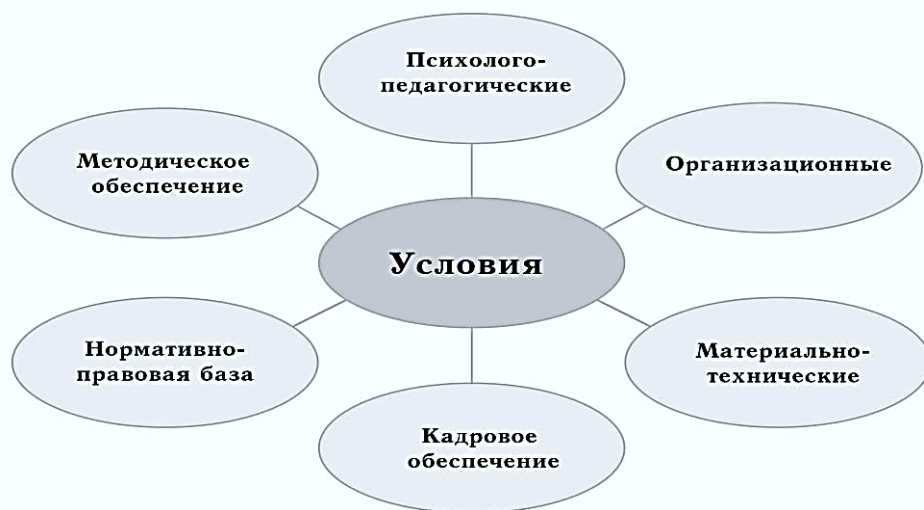 Психолого-
педагогические
Методическое
обеспечение
Организационные
Условия
Нормативно-
правовая база
Материально-
технические
Кадровое
обеспечение